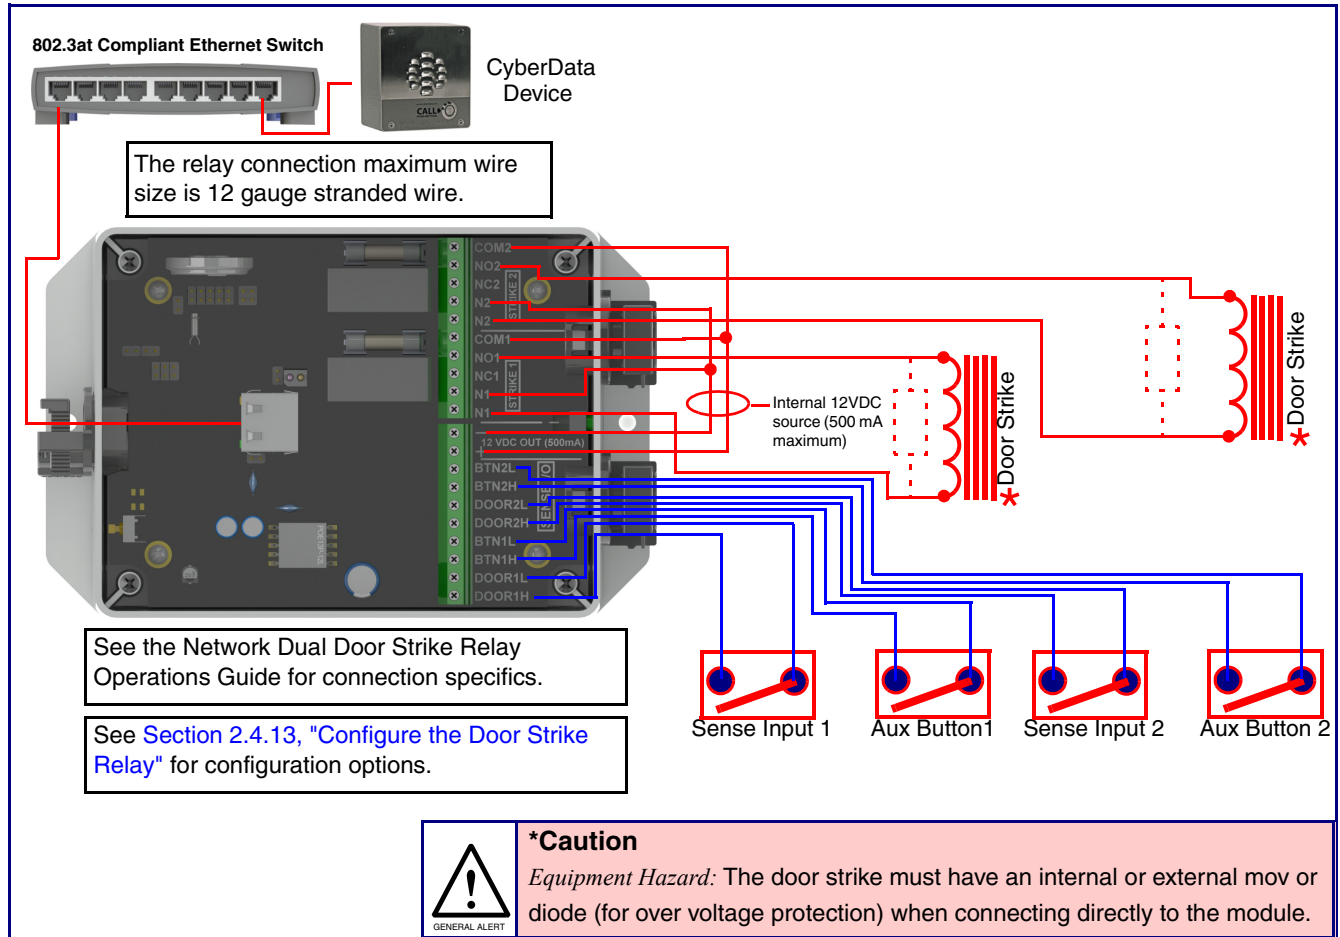 802.3at Compliant Ethernet Switch
CyberData
Device
CALL
The relay connection maximum wire
size is 12 gauge stranded wire.
COM2
NO2
NC2
N2
N2
STRIKE 2
COM1
NO1
NC1
N1
N1
STRIKE 1
-
12 VDC OUT (500mA)
+
BTN2L
BTN2H
DOOR2L
DOOR2H
BTN1L
BTN1H
DOOR1L
DOOR1H
Internal 12VDC
source (500 mA
maximum)
*Door Strike
*Door Strike
Sense Input 1
Aux Button1
Sense Input 2
Aux Button 2
See the Network Dual Door Strike Relay
Operations Guide for connection specifics.
See Section 2.4.13, "Configure the Door Strike
Relay" for configuration options.
GENERAL ALERT
*Caution
Equipment Hazard: The door strike must have an internal or external mov or
diode (for over voltage protection) when connecting directly to the module.